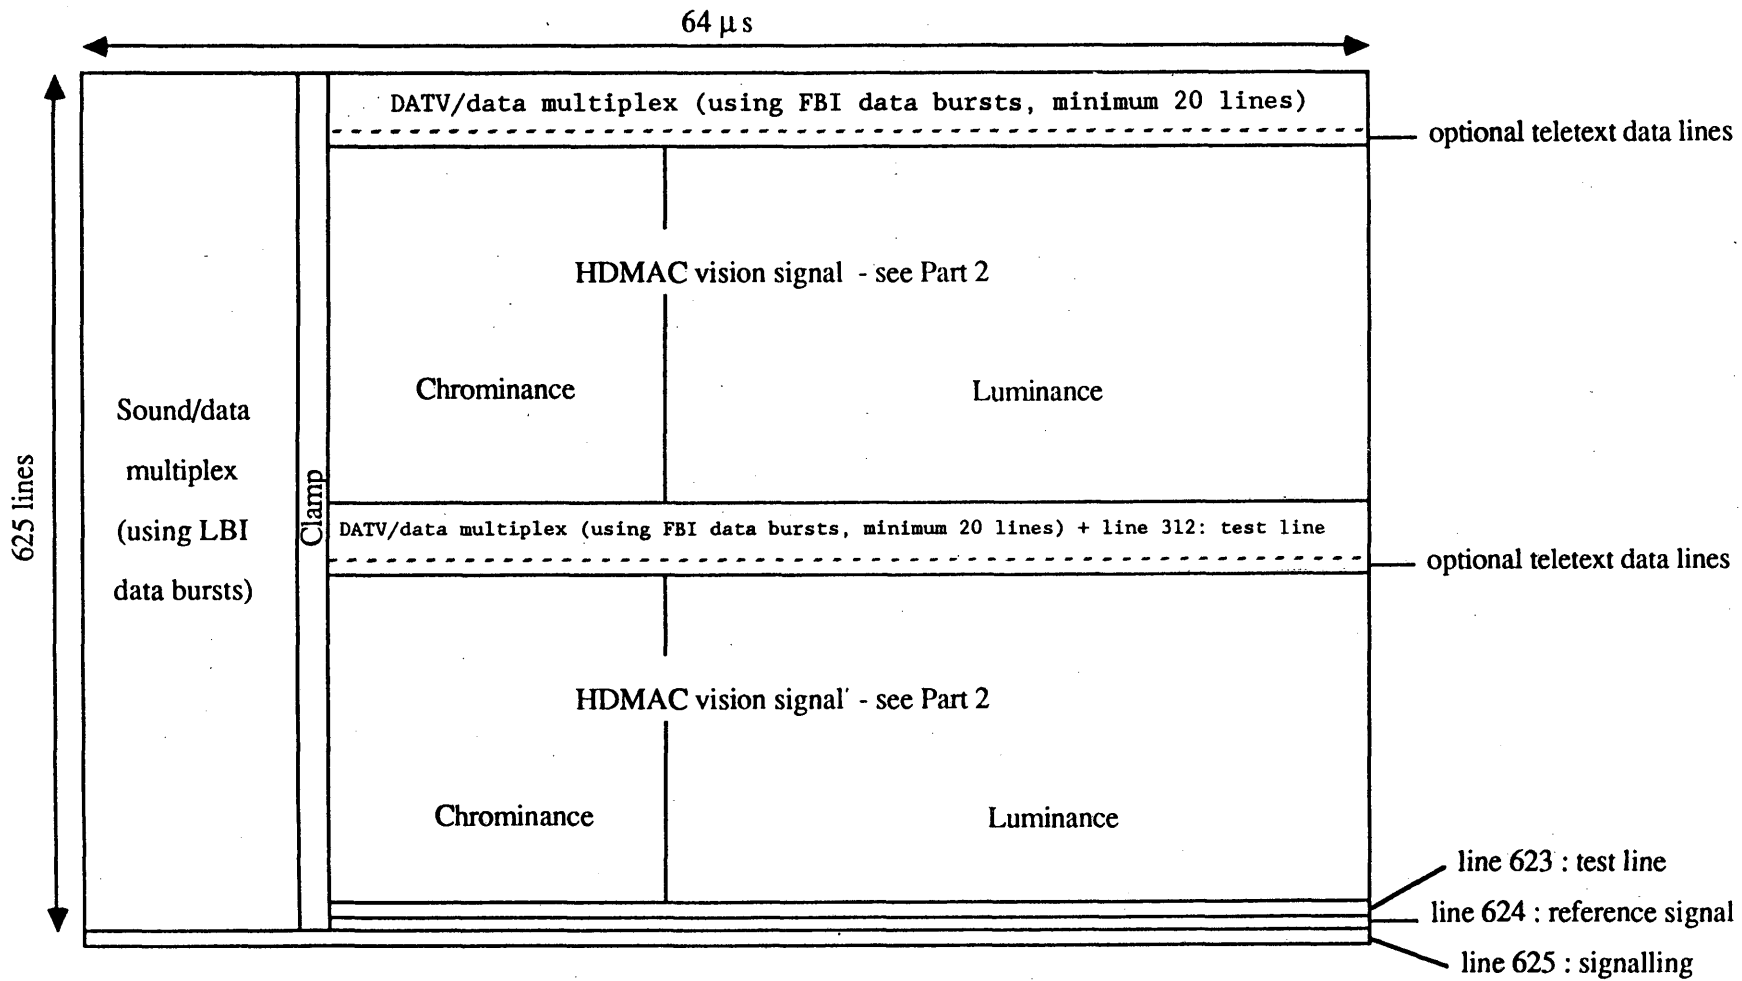 64 µs
DATV/data multiplex (using FBI data bursts, minimum 20 lines)
optional teletext data lines
HDMAC vision signal - see Part 2
Chrominance
Luminance
Sound/data
multiplex
(using LBI
data bursts)
625 lines
Clamp
DATV/data multiplex (using FBI data bursts, minimum 20 lines) + line 312: test line
optional teletext data lines
HDMAC vision signal - see Part 2
Chrominance
Luminance
line 623 : test line
line 624 : reference signal
line 625 : signalling